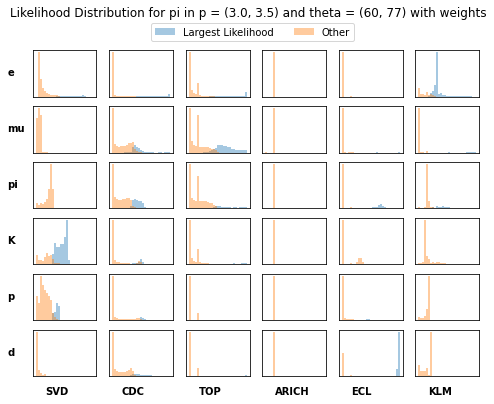 Likelihood Distribution for pi in p = (3.0, 3.5) and theta = (60, 77) with weights
Largest Likelihood Other
e
mu
pi
K
p
d
SVD CDC TOP ARICH ECL KLM